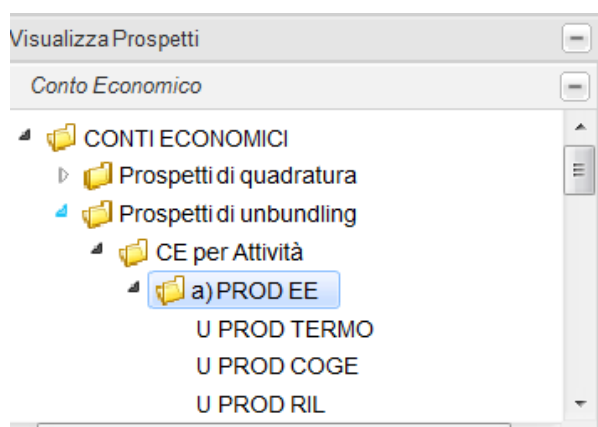 Visualizza Prospetti
Conto Economico
CONTI ECONOMICI
Prospetti di quadratura
Prospetti di unbundling
CE per Attività
a) PROD EE
U PROD TERMO
U PROD COGE
U PROD RIL